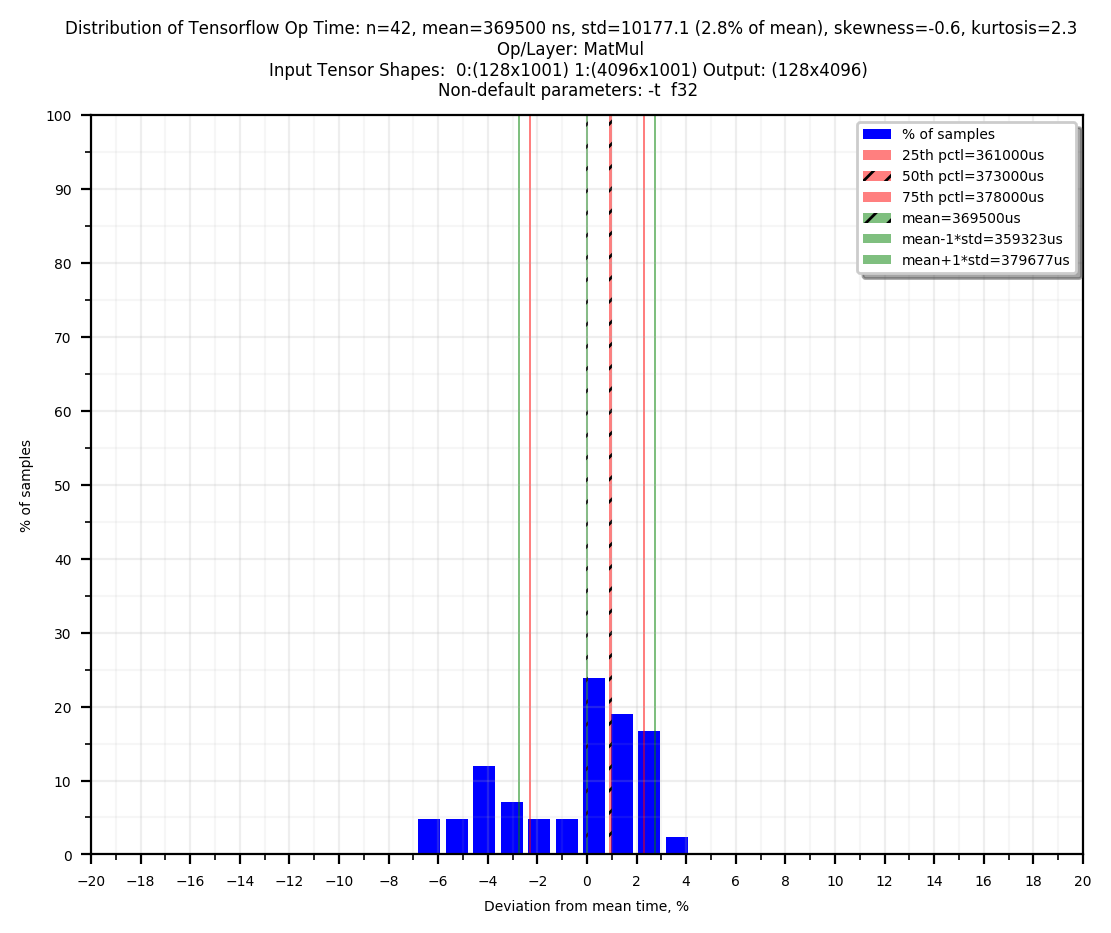 Distribution of Tensorflow Op Time: n=42, mean=369500 ns, std=10177.1 (2.8% of mean), skewness=-0.6, kurtosis=2.3
Op/Layer: MatMul
Input Tensor Shapes:  0:(128x1001) 1:(4096x1001) Output: (128x4096)
Non-default parameters: -t  f32
% of samples
25th pctl=361000us
50th pctl=373000us
75th pctl=378000us
mean=369500us
mean-1*std=359323us
mean+1*std=379677us
100
90
80
70
60
50
40
30
20
10
0
% of samples
−20 −18 −16 −14 −12 −10 −8 −6 −4 −2 0 2 4 6 8 10 12 14 16 18 20
Deviation from mean time, %